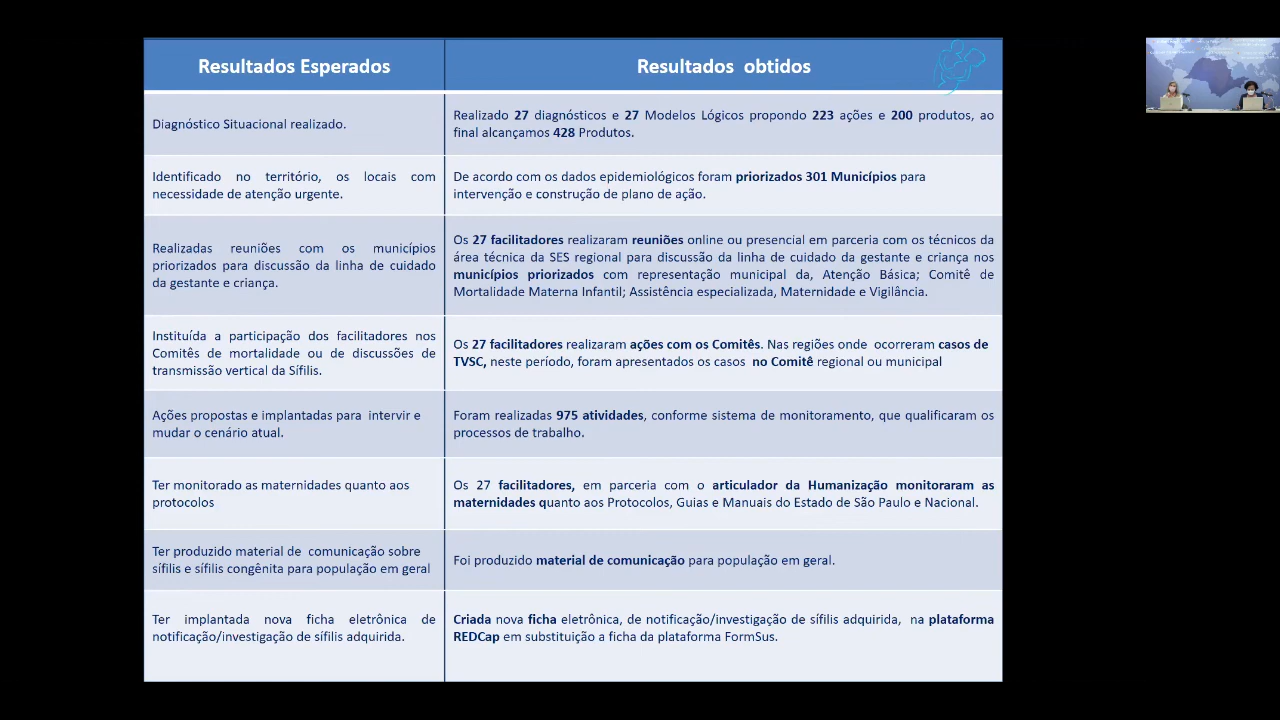 Resultados Esperados
Resultados obtidos
Diagnóstico Situacional realizado.
Realizado 27 diagnósticos e 27 Modelos Lógicos propondo 223 ações e 200 produtos, ao
final alcançamos 428 Produtos.
Identificado no território, os locais com
necessidade de atenção urgente.
De acordo com os dados epidemiológicos foram priorizados 301 Municípios para
intervenção e construção de plano de ação.
Realizadas reuniões com os municípios
priorizados para discussão da linha de cuidado
da gestante e criança.
Os 27 facilitadores realizaram reuniões online ou presencial em parceria com os técnicos da
área técnica da SES regional para discussão da linha de cuidado da gestante e criança nos
municípios priorizados com representação municipal da, Atenção Básica; Comitê de
Mortalidade Materna Infantil; Assistência especializada, Maternidade e Vigilância.
Instituída a participação dos facilitadores nos
Comitês de mortalidade ou de discussões de
transmissão vertical da Sífilis.
Os 27 facilitadores realizaram ações com os Comitês. Nas regiões onde ocorreram casos de
TVSC, neste período, foram apresentados os casos no Comitê regional ou municipal
Ações propostas e implantadas para intervir e
mudar o cenário atual.
Foram realizadas 975 atividades, conforme sistema de monitoramento, que qualificaram os
processos de trabalho.
Ter monitorado as maternidades quanto aos
protocolos
Os 27 facilitadores, em parceria com o articulador da Humanização monitoraram as
maternidades quanto aos Protocolos, Guias e Manuais do Estado de São Paulo e Nacional.
Ter produzido material de comunicação sobre
sífilis e sífilis congênita para população em geral
Foi produzido material de comunicação para população em geral.
Ter implantada nova ficha eletrônica de
notificação/investigação de sífilis adquirida.
Criada nova ficha eletrônica, de notificação/investigação de sífilis adquirida, na plataforma
REDCap em substituição a ficha da plataforma FormSus.